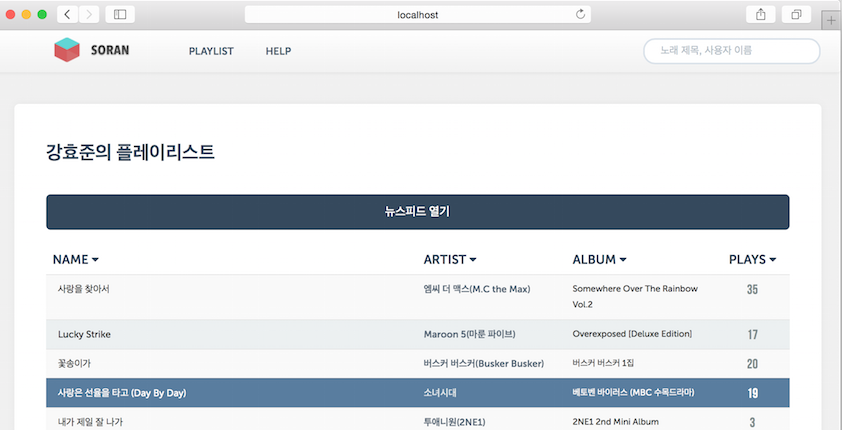 localhost
SORAN
PLAYLIST
HELP
노래 제목, 사용자 이름
강효준의 플레이리스트
뉴스피드 열기
NAME ARTIST ALBUM PLAYS
사랑을 찾아서 엠씨 더 맥스(M.C the Max) Somewhere Over The Rainbow 35
Vol.2
Lucky Strike Maroon 5(마룬 파이브) Overexposed [Deluxe Edition] 17
꽃송이가 버스커 버스커(Busker Busker) 버스커 버스커 1집 20
사랑은 선율을 타고 (Day By Day) 소녀시대 베토벤 바이러스 (MBC 수목드라마) 19
내가 제일 잘 나가 투애니원(2NE1) 2NE1 2nd Mini Album 3